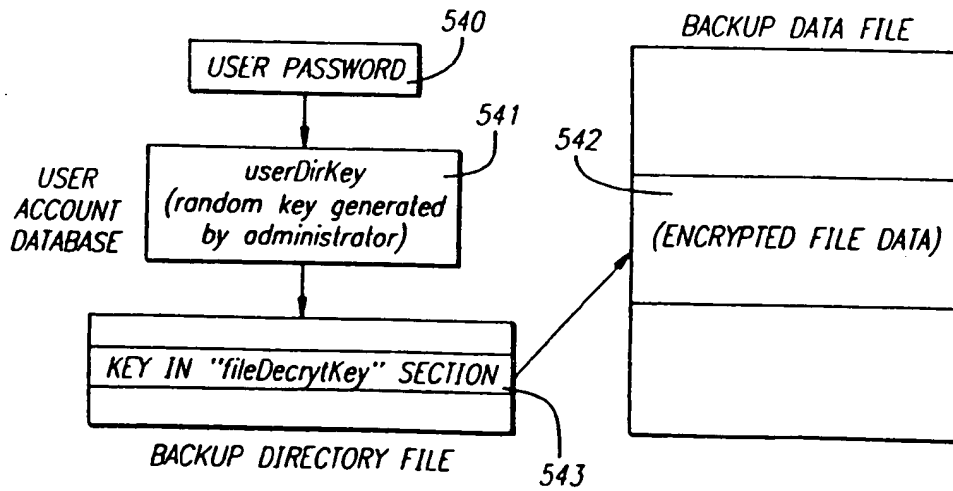 540
USER PASSWORD
541
userDirKey
(random key generated
by administrator)
USER
ACCOUNT
DATABASE
KEY IN "fileDecrytKey" SECTION
543
BACKUP DIRECTORY FILE
BACKUP DATA FILE
542
(ENCRYPTED FILE DATA)